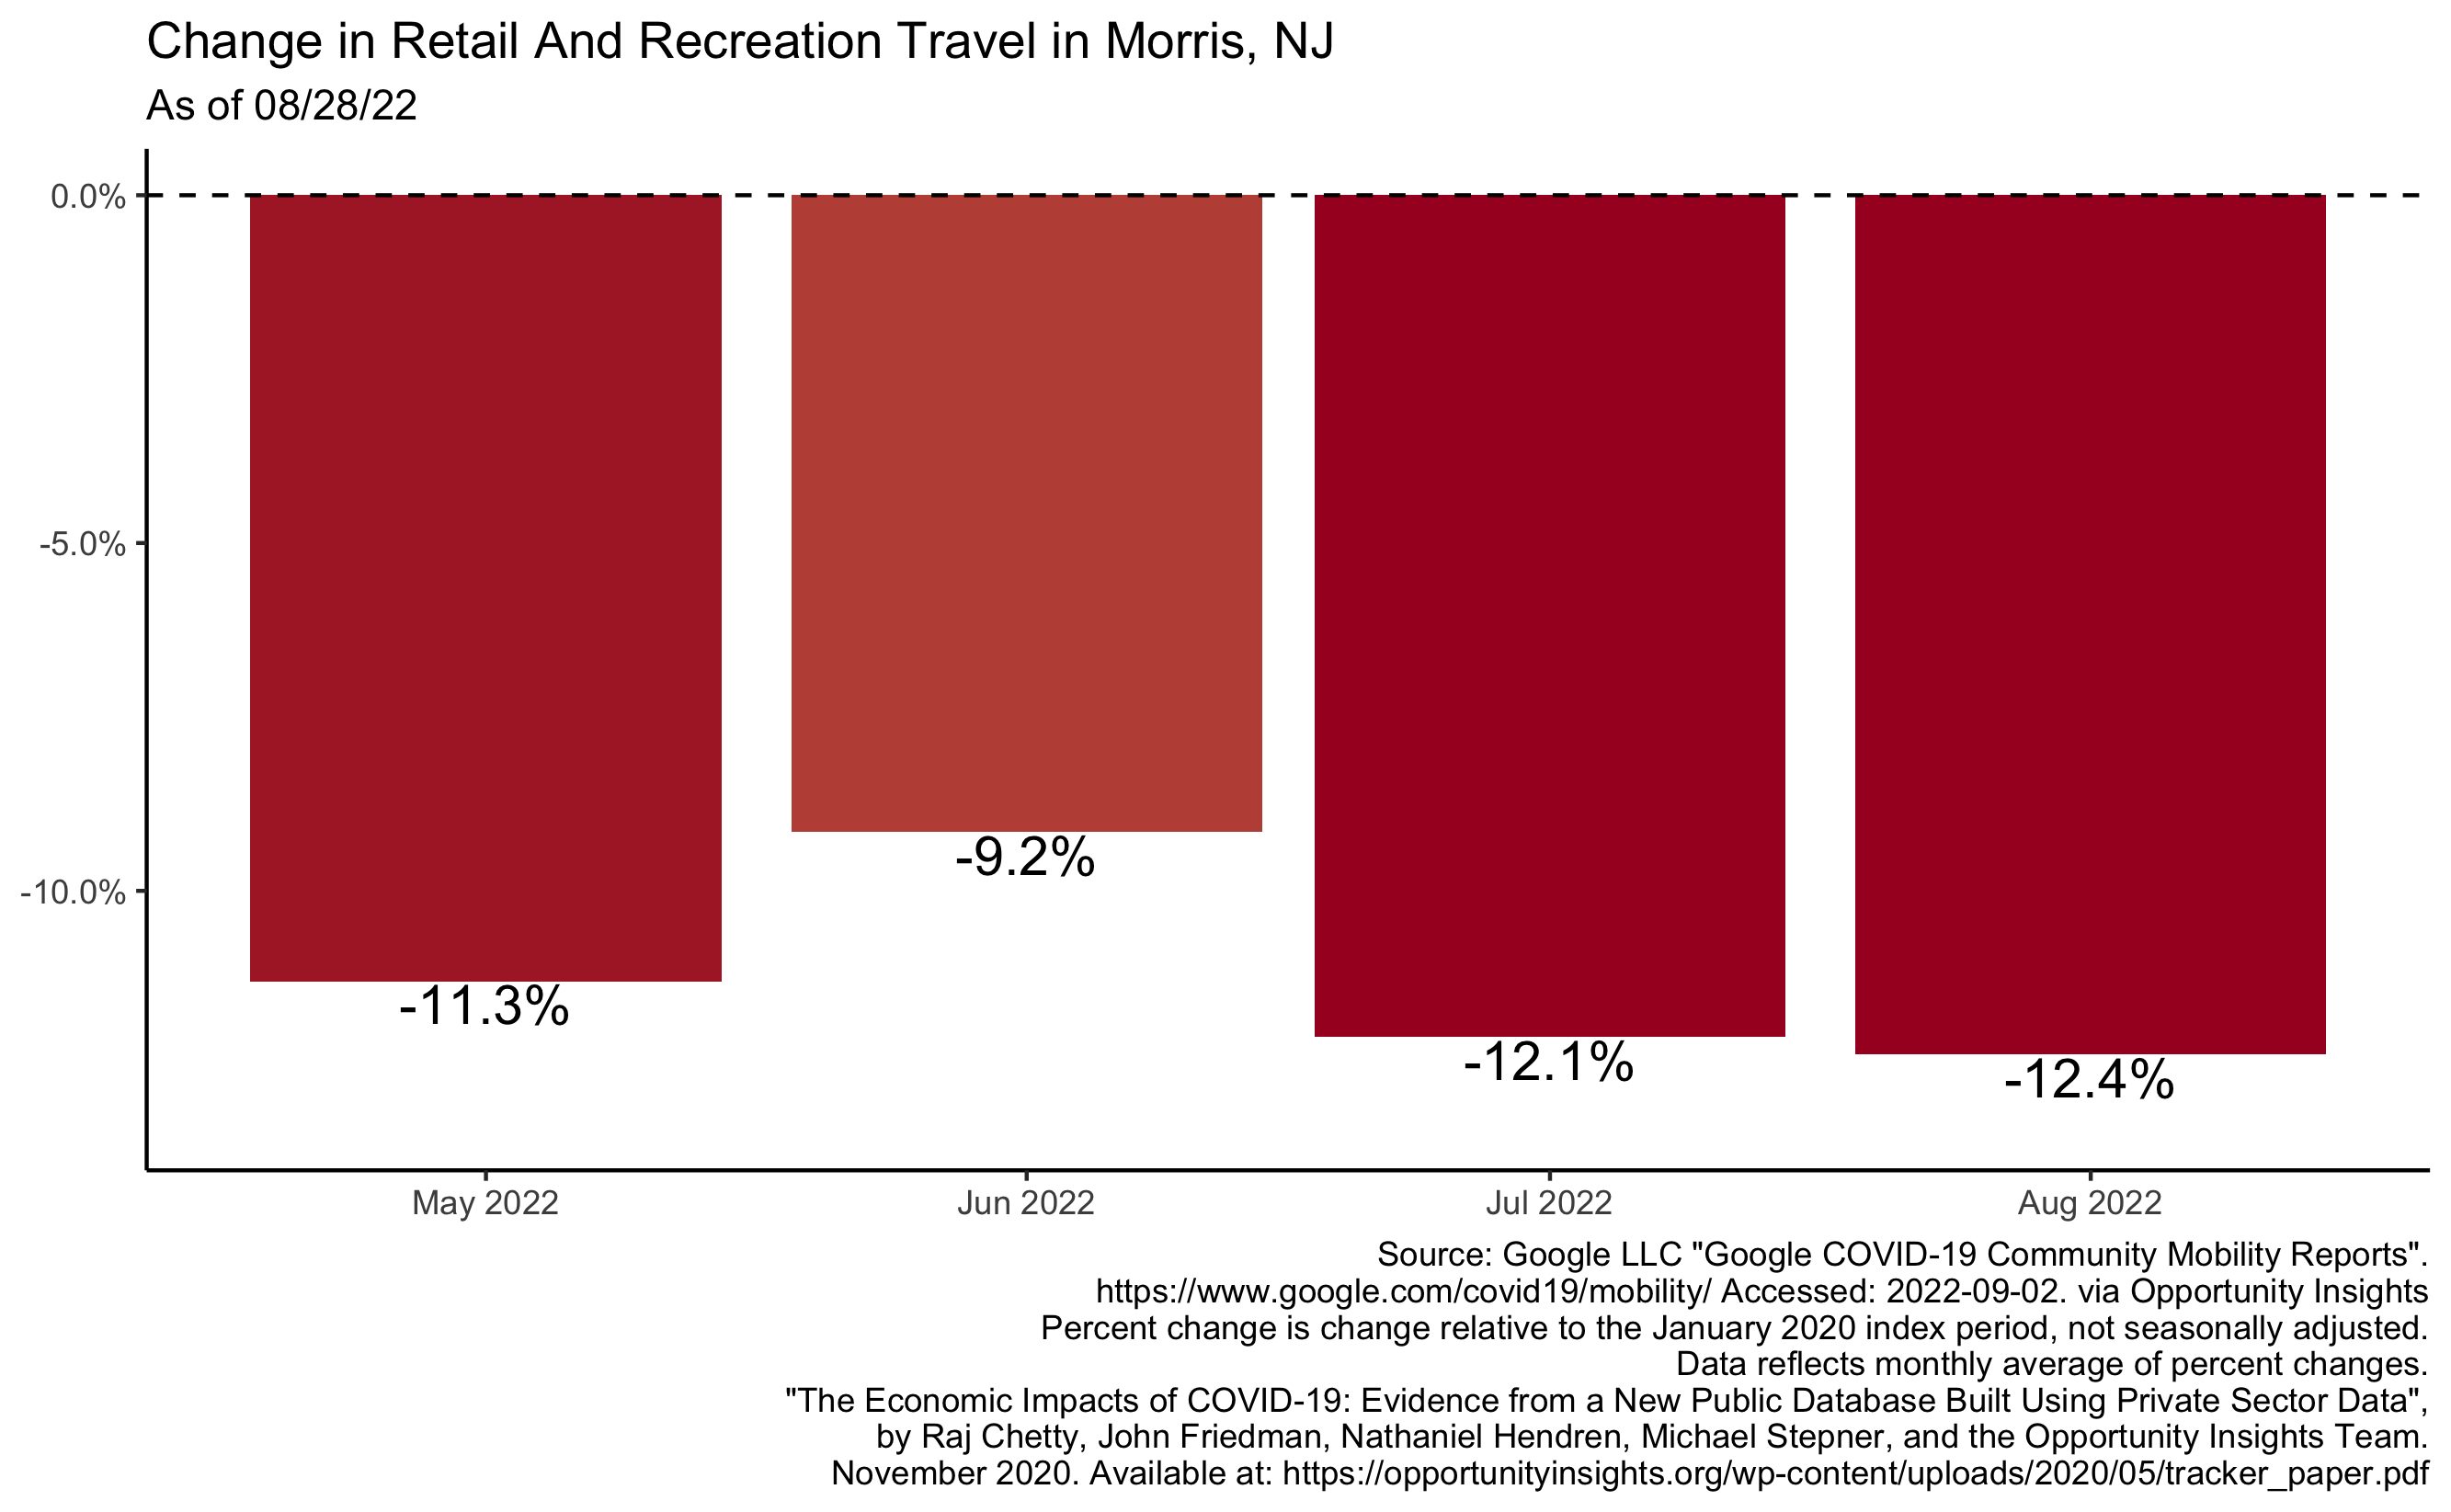 Change in Retail And Recreation Travel in Morris, NJ
As of 08/28/22
0.0%
-5.0%
-10.0%
-11.3%
-9.2%
-12.1%
-12.4%
May 2022
Jun 2022
Jul 2022
Aug 2022
Source: Google LLC "Google COVID-19 Community Mobility Reports".
https://www.google.com/covid19/mobility/ Accessed: 2022-09-02. via Opportunity Insights
Percent change is change relative to the January 2020 index period, not seasonally adjusted.
Data reflects monthly average of percent changes.
"The Economic Impacts of COVID-19: Evidence from a New Public Database Built Using Private Sector Data",
by Raj Chetty, John Friedman, Nathaniel Hendren, Michael Stepner, and the Opportunity Insights Team.
November 2020. Available at: https://opportunityinsights.org/wp-content/uploads/2020/05/tracker_paper.pdf